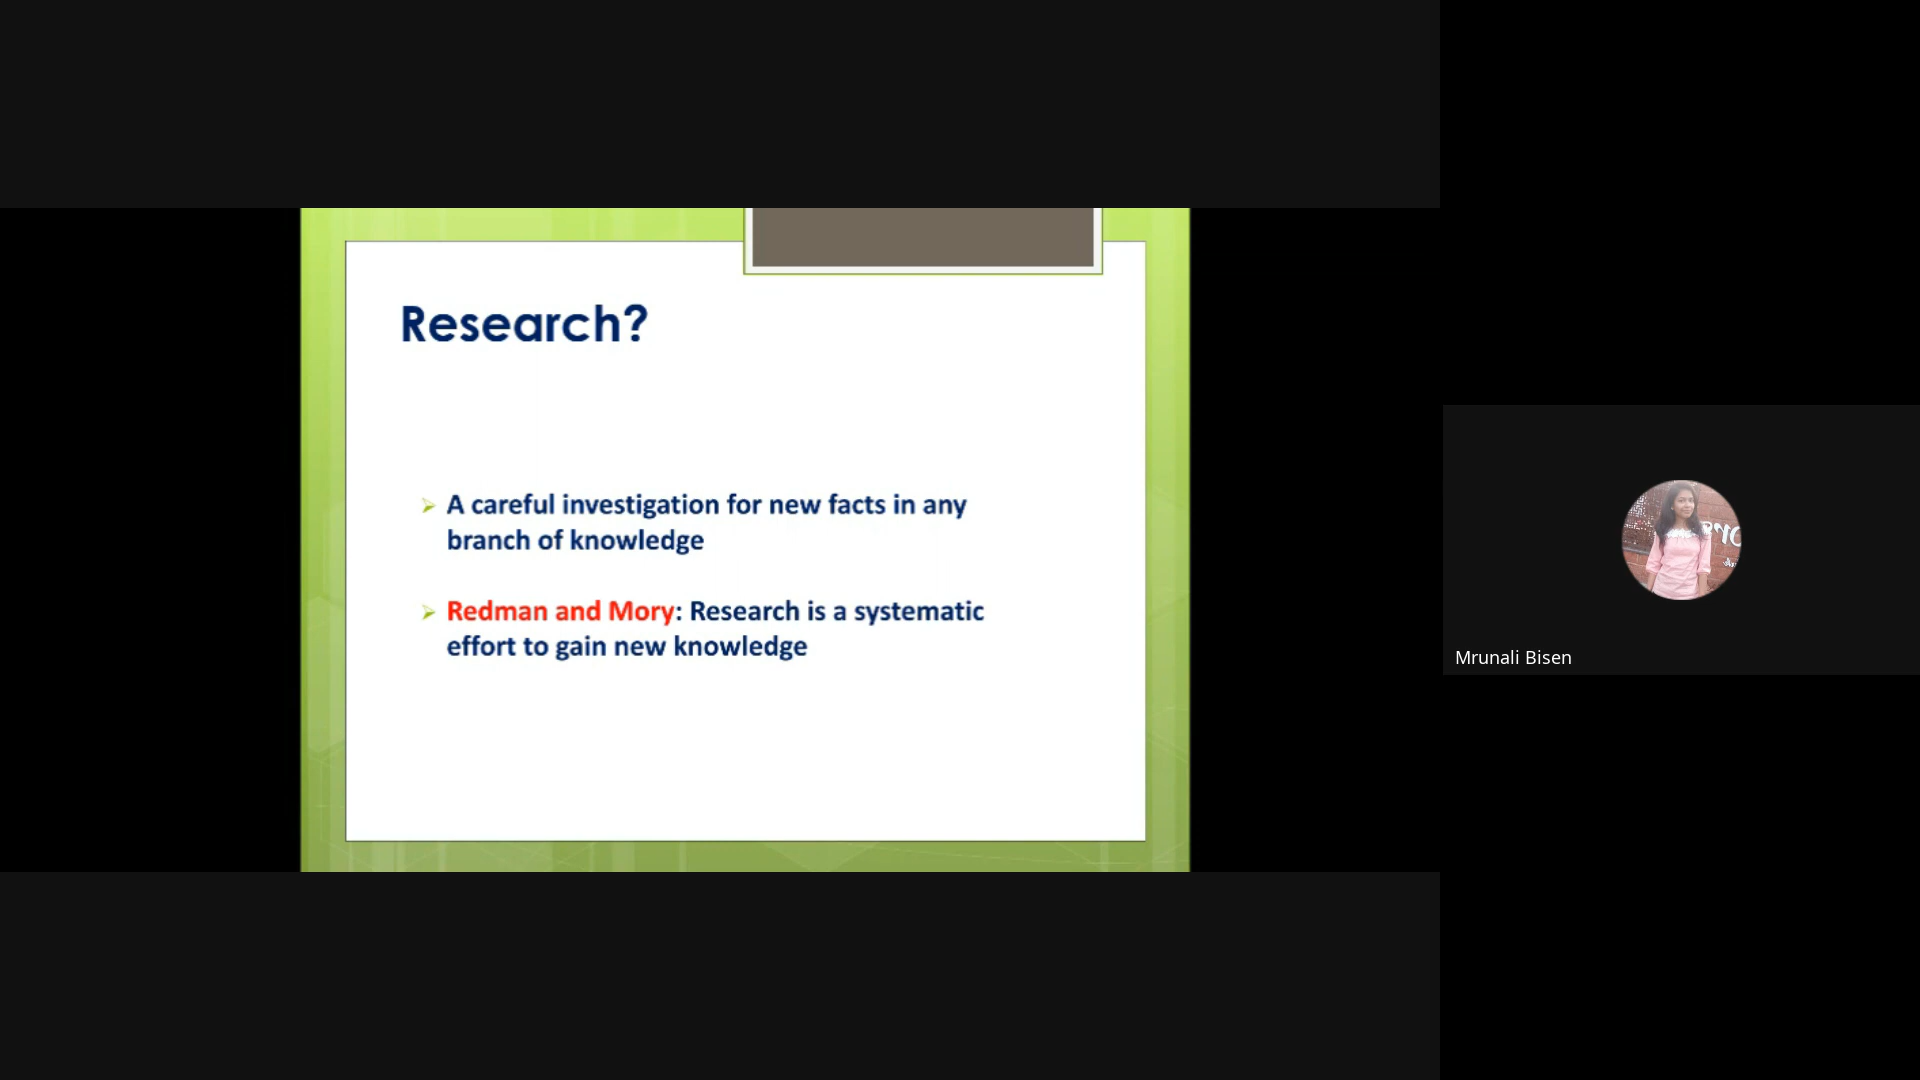 Research?
A careful investigation for new facts in any
branch of knowledge
Redman and Mory: Research is a systematic
effort to gain new knowledge
Mrunali Bisen